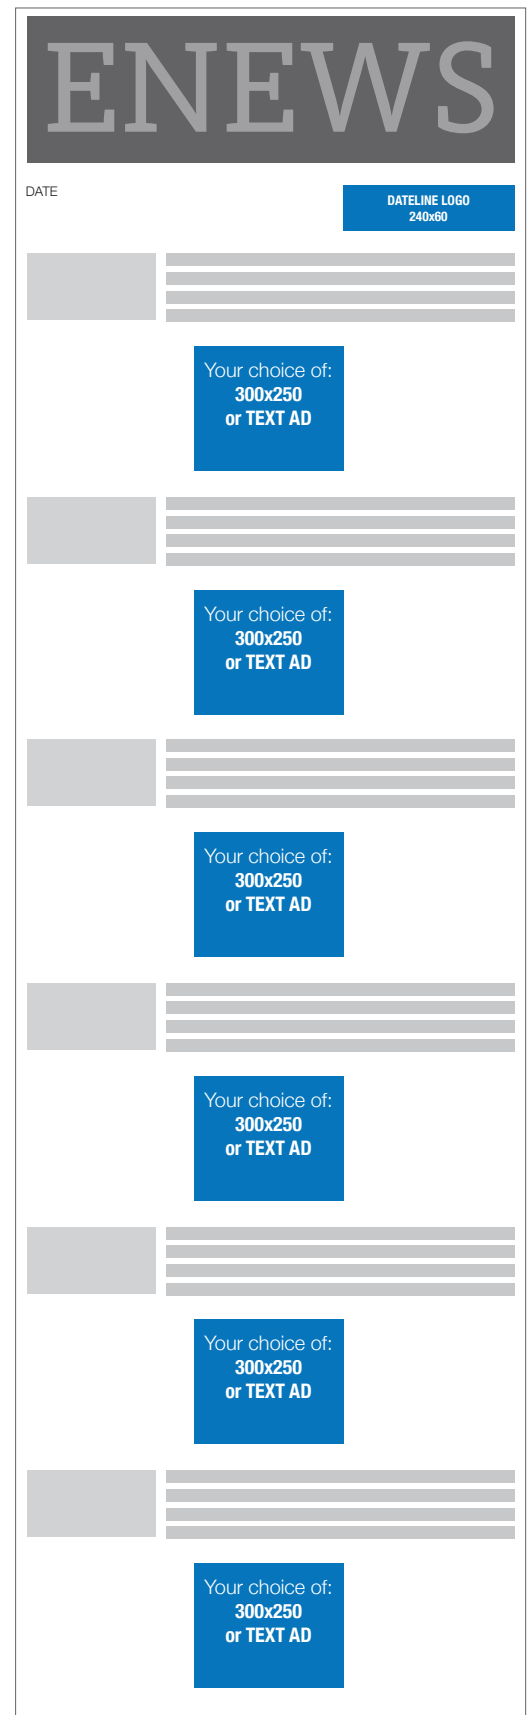 ENEWS
DATE
DATELINE LOGO
240x60
Your choice of:
300x250
or TEXT AD
Your choice of:
300x250
or TEXT AD
Your choice of:
300x250
or TEXT AD
Your choice of:
300x250
or TEXT AD
Your choice of:
300x250
or TEXT AD
Your choice of:
300x250
or TEXT AD